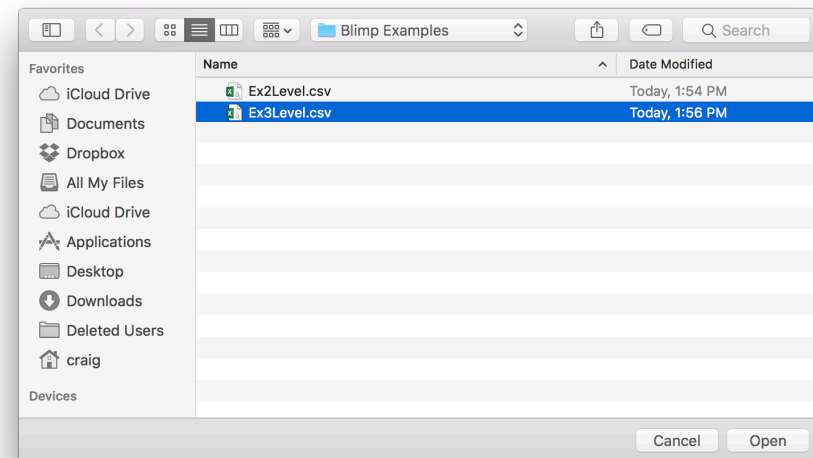 Blimp Examples
Search
Favorites
iCloud Drive
Documents
Dropbox
All My Files
iCloud Drive
Applications
Desktop
Downloads
Deleted Users
craig
Devices
Name Date Modified
Ex2Level.csv Today, 1:54 PM
Ex3Level.csv Today, 1:56 PM
Cancel Open